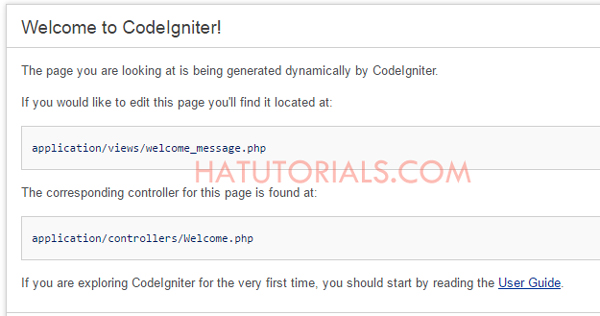 Welcome to CodeIgniter!
The page you are looking at is being generated dynamically by CodeIgniter.
If you would like to edit this page you'll find it located at:
application/views/welcome_message.php
HATUTORIALS.COM
The corresponding controller for this page is found at:
application/controllers/Welcome.php
If you are exploring CodeIgniter for the very first time, you should start by reading the User Guide.